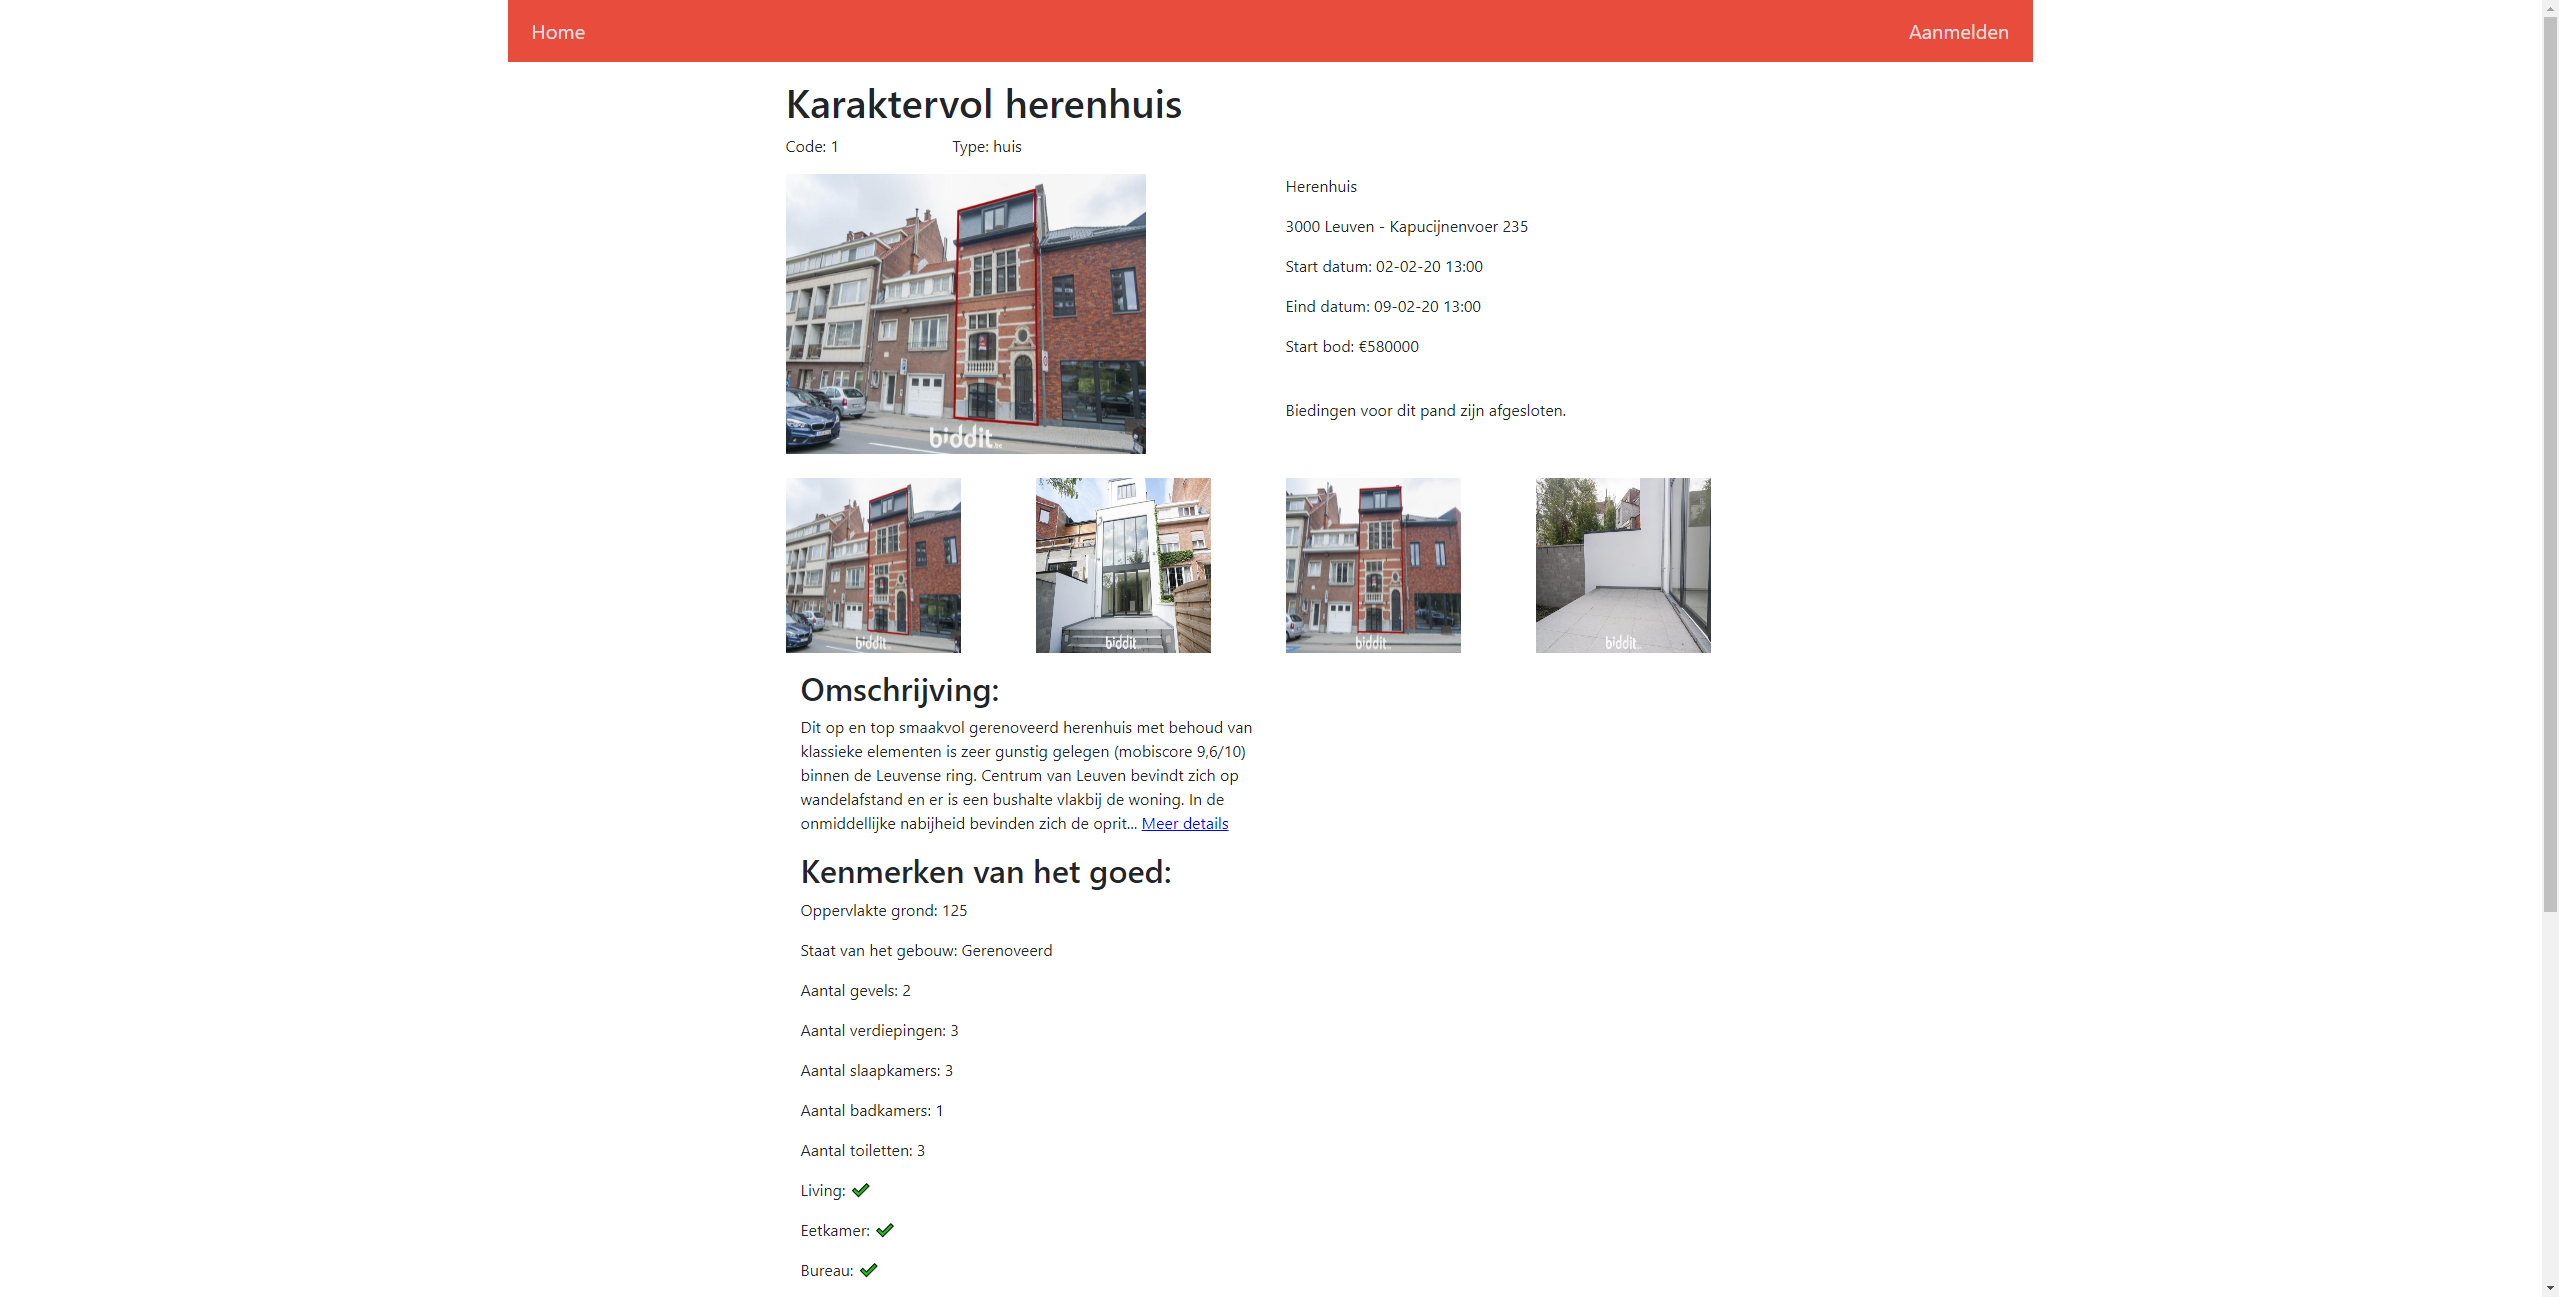 Home
Aanmelden
Karaktervol herenhuis
Code: 1
Type: huis
Herenhuis
3000 Leuven - Kapucijnenvoer 235
Start datum: 02-02-20 13:00
Eind datum: 09-02-20 13:00
Start bod: €580000
Biedingen voor dit pand zijn afgesloten.
biddit.be
biddit
biddit
biddit
biddit
Omschrijving:
Dit op en top smaakvol gerenoveerd herenhuis met behoud van
klassieke elementen is zeer gunstig gelegen (mobiscore 9,6/10)
binnen de Leuvense ring. Centrum van Leuven bevindt zich op
wandelafstand en er is een bushalte vlakbij de woning. In de
onmiddellijke nabijheid bevinden zich de oprit... Meer details
Kenmerken van het goed:
Oppervlakte grond: 125
Staat van het gebouw: Gerenoveerd
Aantal gevels: 2
Aantal verdiepingen: 3
Aantal slaapkamers: 3
Aantal badkamers: 1
Aantal toiletten: 3
Living:
Eetkamer:
Bureau: